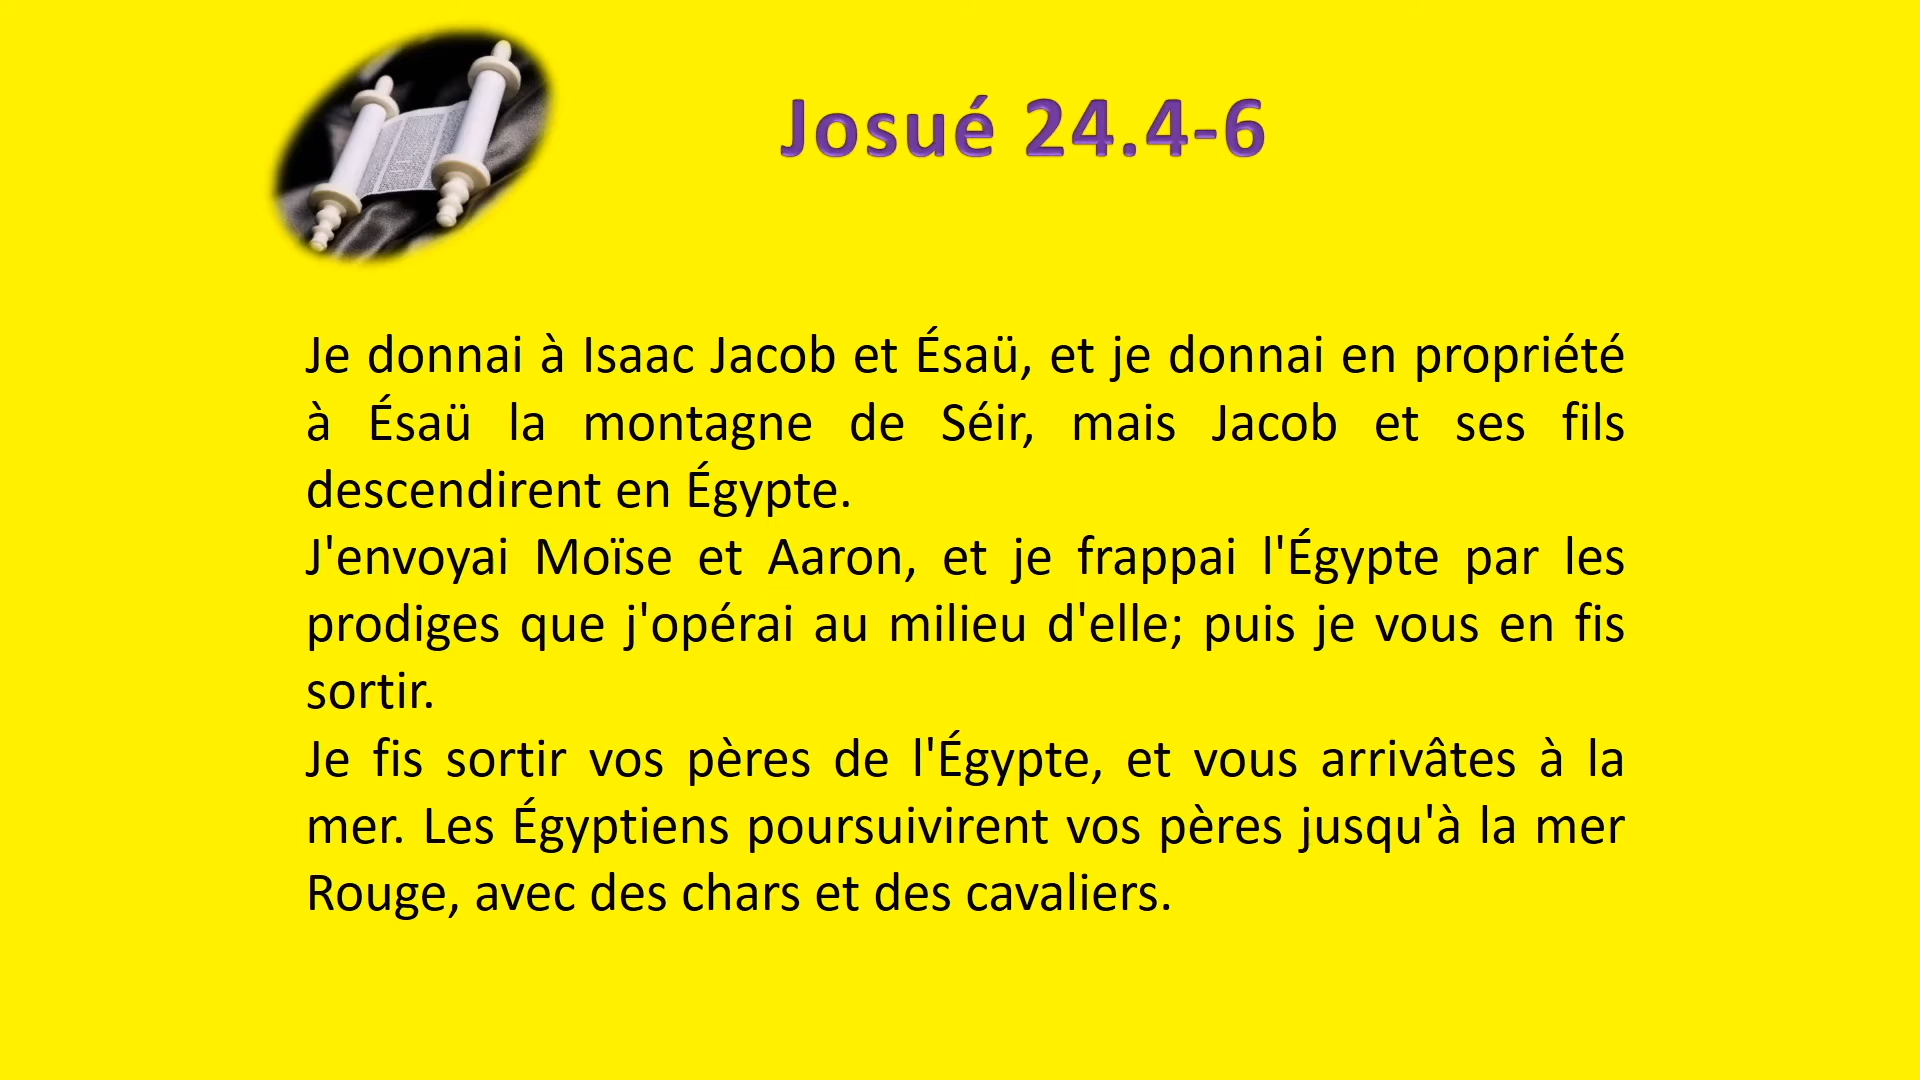 Josué 24.4-6
Je donnai à Isaac Jacob et Ésaü, et je donnai en propriété
à Ésaü la montagne de Séir, mais Jacob et ses fils
descendirent en Égypte.
J'envoyai Moïse et Aaron, et je frappai l'Égypte par les
prodiges que j'opérai au milieu d'elle; puis je vous en fis
sortir.
Je fis sortir vos pères de l'Égypte, et vous arrivâtes à la
mer. Les Égyptiens poursuivirent vos pères jusqu'à la mer
Rouge, avec des chars et des cavaliers.